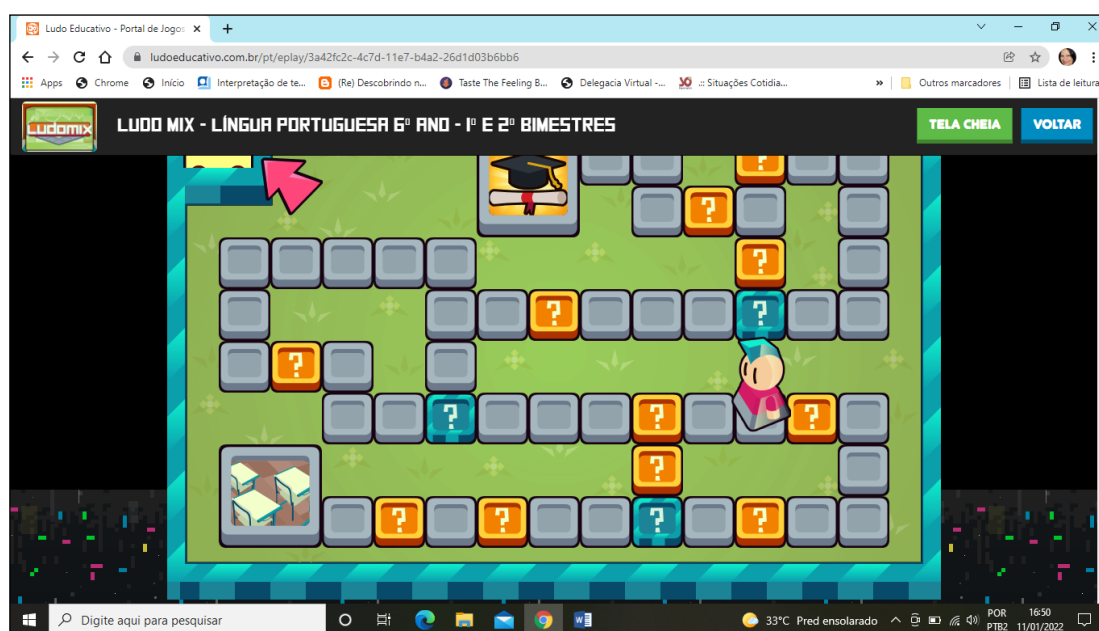 Ludo Educativo - Portal de Jogos
ludoeducativo.com.br/pt/eplay/3a42fc2c-4c7d-11e7-b4a2-26d1d03b6bb6
Apps Chrome Início Interpretação de te... (Re) Descobrindo n... Taste The Feeling B... Delegacia Virtual -... .:: Situações Cotidia... » Outros marcadores Lista de leitura
Ludomix LUDO MIX - LÍNGUA PORTUGUESA 6º ANO - 1º E 2º BIMESTRES TELA CHEIA VOLTAR
?
?
?
? ?
?
? ? ?
?
? ? ? ?
Digite aqui para pesquisar 33°C Pred ensolarado POR 16:50
PTB2 11/01/2022